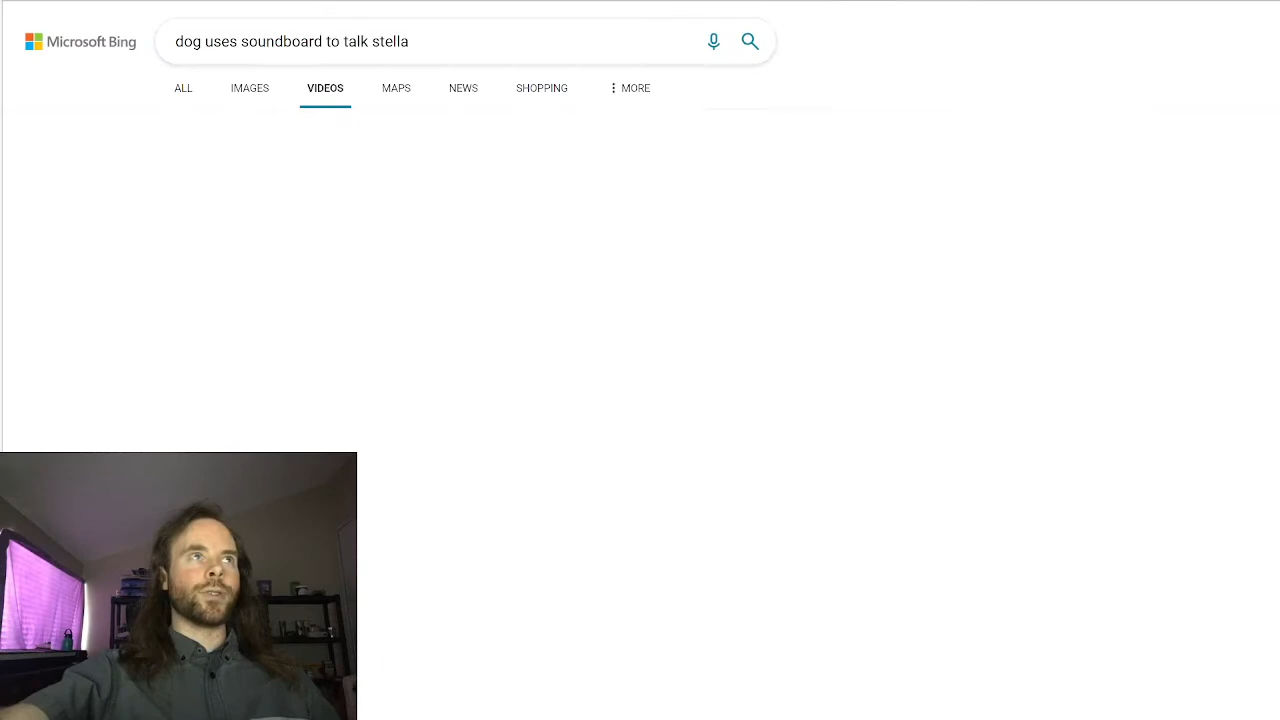 Microsoft Bing
dog uses soundboard to talk stella
ALL IMAGES VIDEOS MAPS NEWS SHOPPING MORE